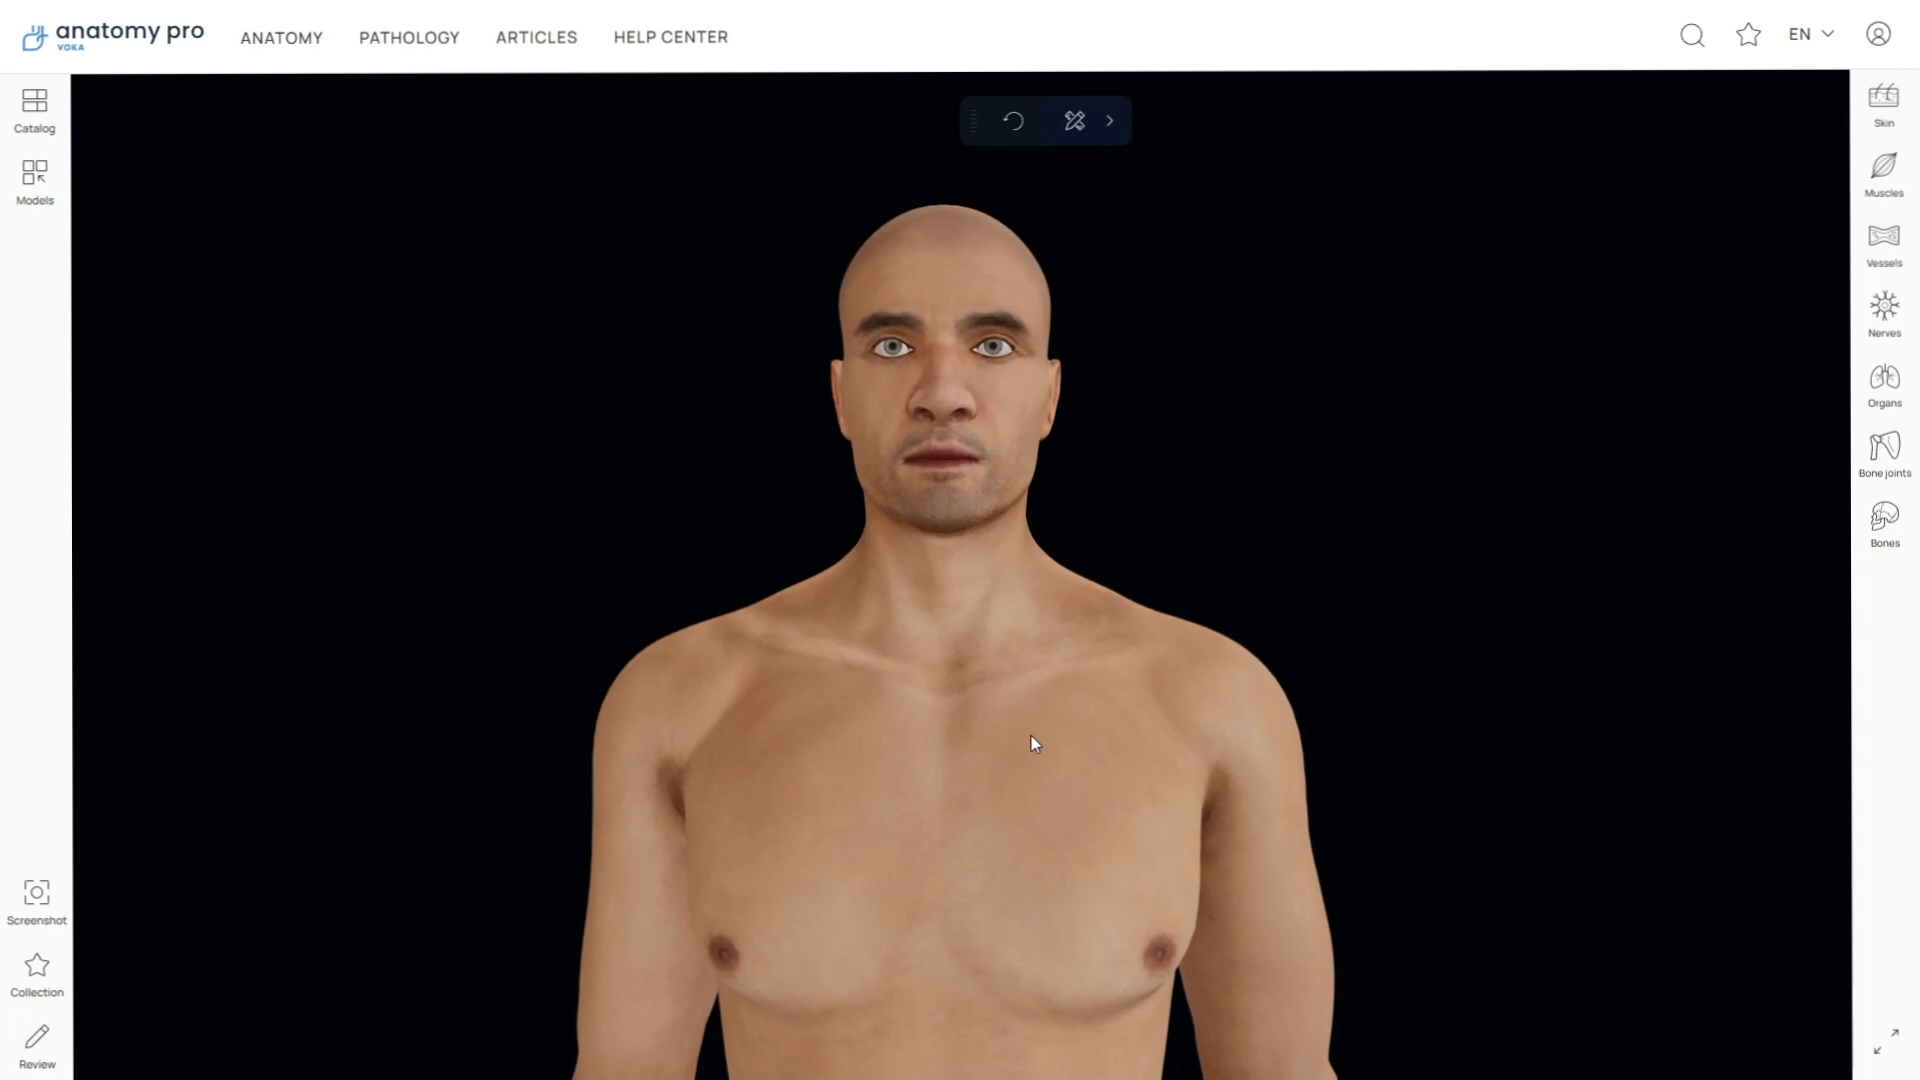 anatomy pro
VOKA
ANATOMY
PATHOLOGY
ARTICLES
HELP CENTER
EN
Catalog
Models
Screenshot
Collection
Review
Skin
Muscles
Vessels
Nerves
Organs
Bone joints
Bones